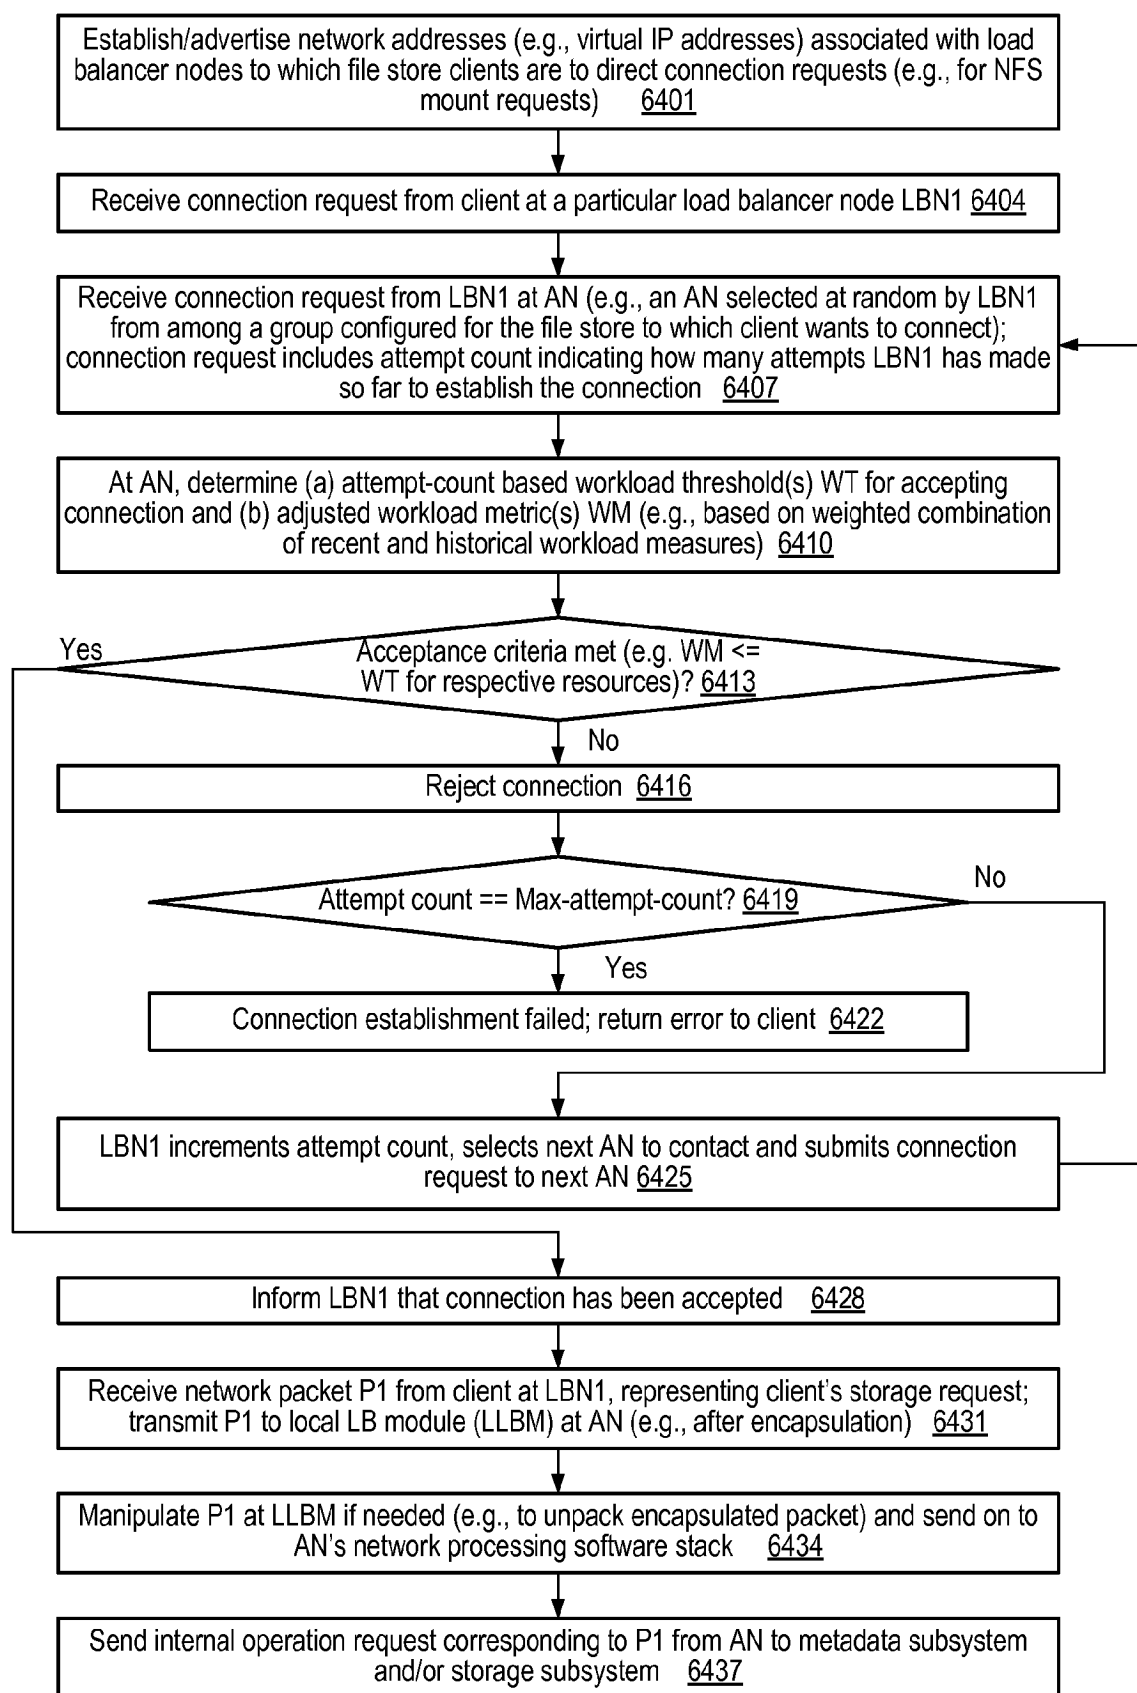 Establish/advertise network addresses (e.g., virtual IP addresses) associated with load
balancer nodes to which file store clients are to direct connection requests (e.g., for NFS
mount requests) 6401
Receive connection request from client at a particular load balancer node LBN1 6404
Receive connection request from LBN1 at AN (e.g., an AN selected at random by LBN1
from among a group configured for the file store to which client wants to connect);
connection request includes attempt count indicating how many attempts LBN1 has made
so far to establish the connection 6407
At AN, determine (a) attempt-count based workload threshold(s) WT for accepting
connection and (b) adjusted workload metric(s) WM (e.g., based on weighted combination
of recent and historical workload measures) 6410
Yes
Acceptance criteria met (e.g. WM <=
WT for respective resources)? 6413
No
Reject connection 6416
Attempt count == Max-attempt-count? 6419
No
Yes
Connection establishment failed; return error to client 6422
LBN1 increments attempt count, selects next AN to contact and submits connection
request to next AN 6425
Inform LBN1 that connection has been accepted 6428
Receive network packet P1 from client at LBN1, representing client's storage request;
transmit P1 to local LB module (LLBM) at AN (e.g., after encapsulation) 6431
Manipulate P1 at LLBM if needed (e.g., to unpack encapsulated packet) and send on to
AN's network processing software stack 6434
Send internal operation request corresponding to P1 from AN to metadata subsystem
and/or storage subsystem 6437